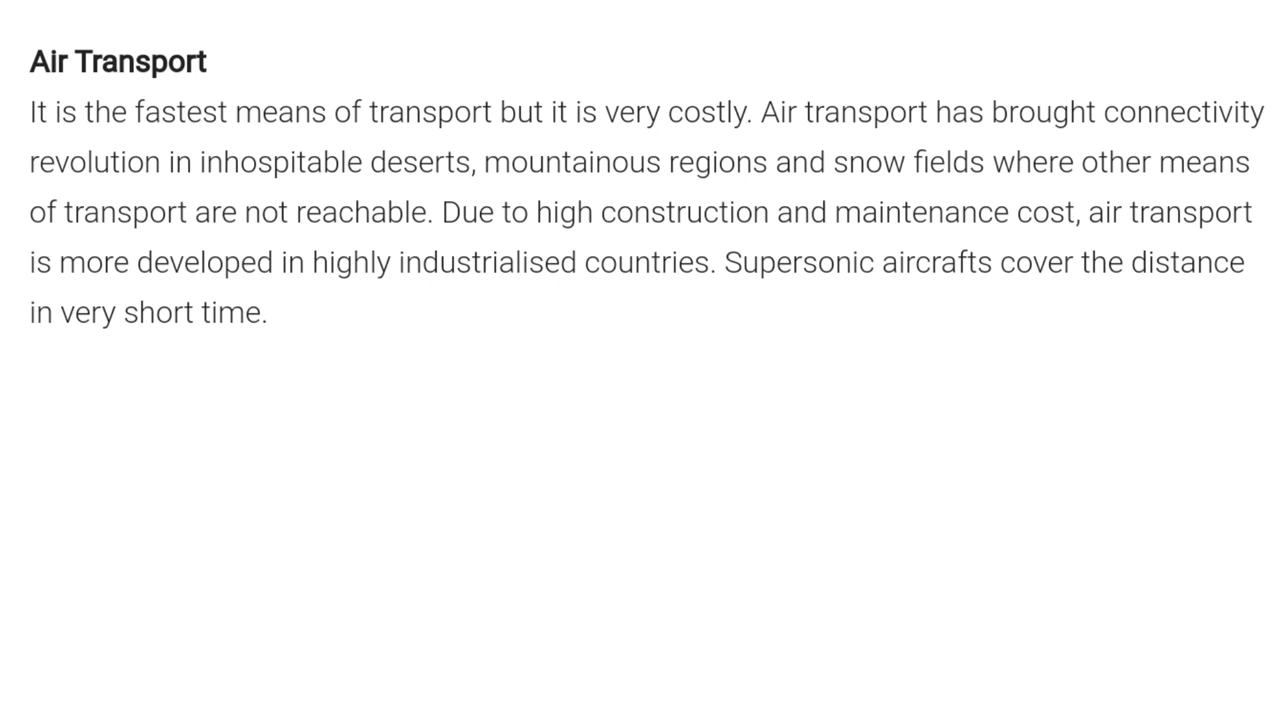 Air Transport
It is the fastest means of transport but it is very costly. Air transport has brought connectivity
revolution in inhospitable deserts, mountainous regions and snow fields where other means
of transport are not reachable. Due to high construction and maintenance cost, air transport
is more developed in highly industrialised countries. Supersonic aircrafts cover the distance
in very short time.